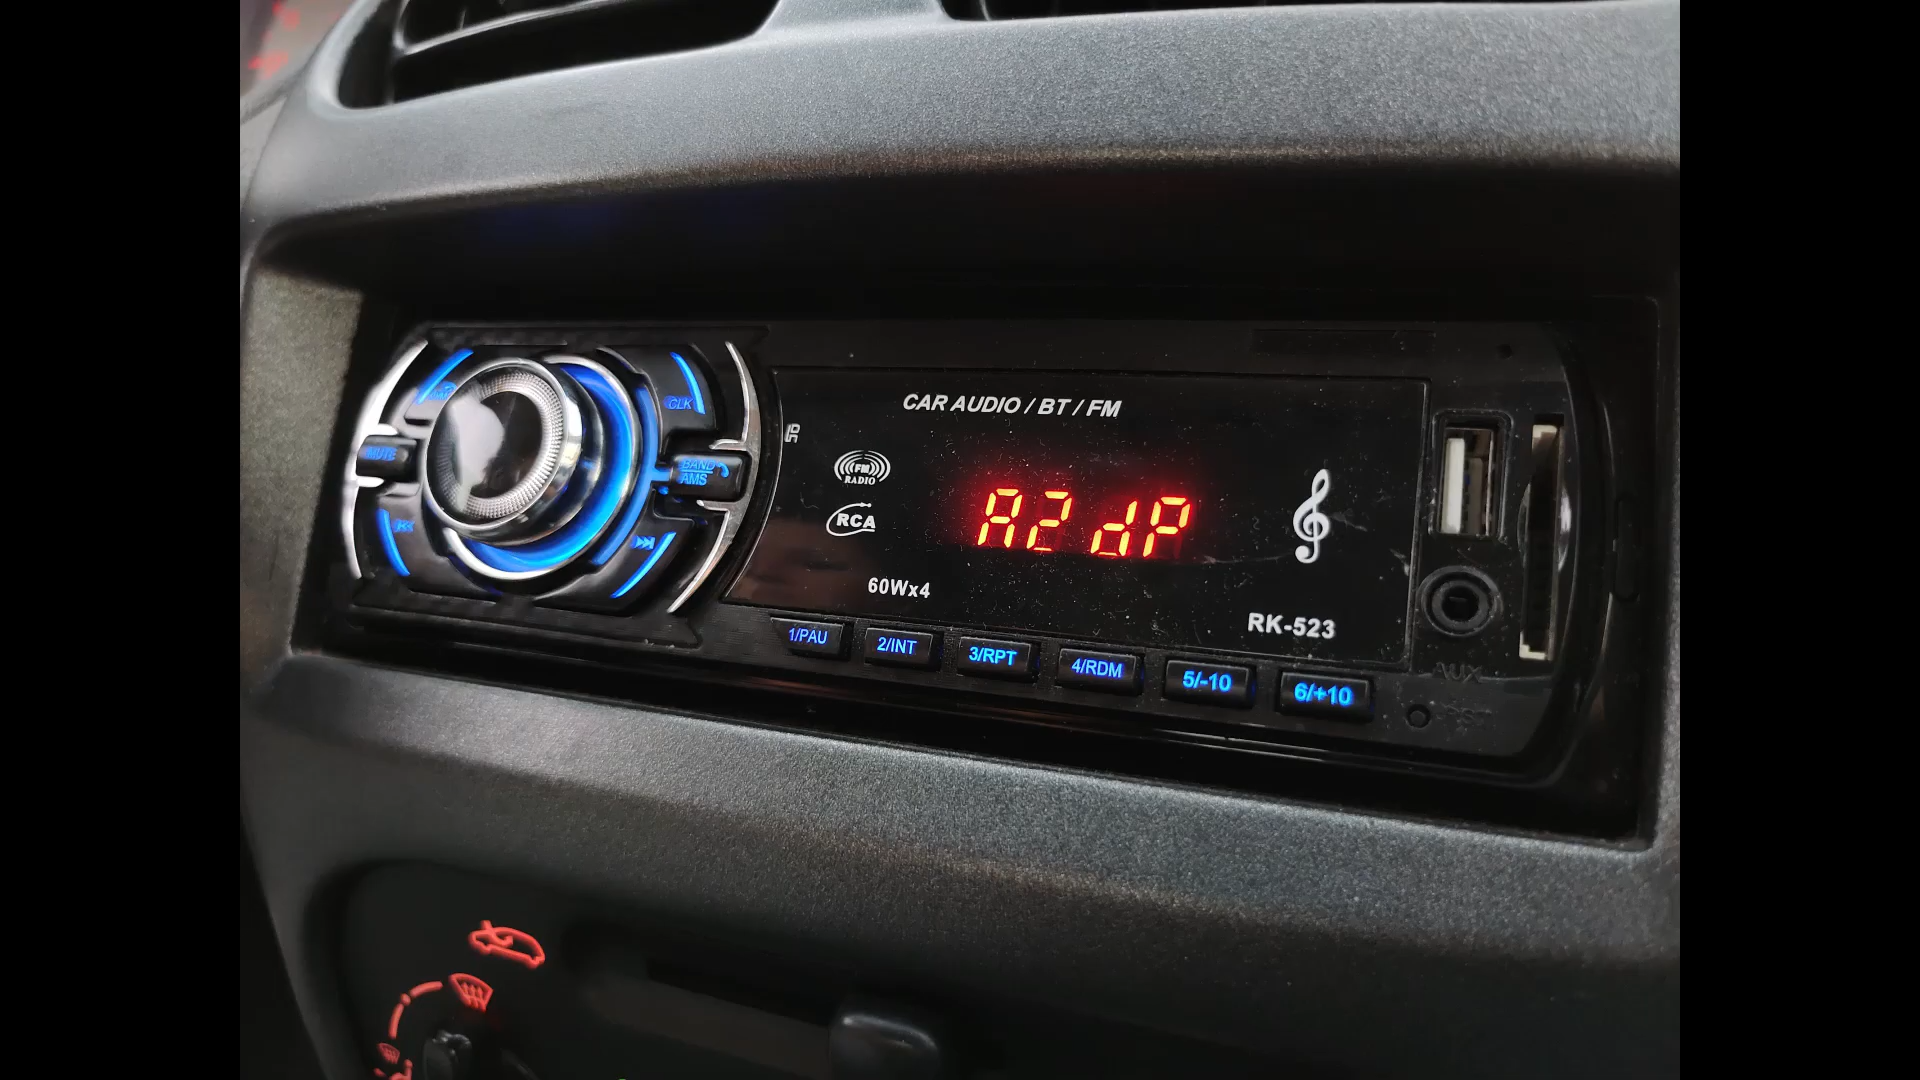 CAR AUDIO / BT / FM
CLK
MUTE
BAND
AMS
FM
RADIO
RCA
A2dP
60Wx4
RK-523
1/PAU
2/INT
3/RPT
4/RDM
5/-10
6/+10
AUX